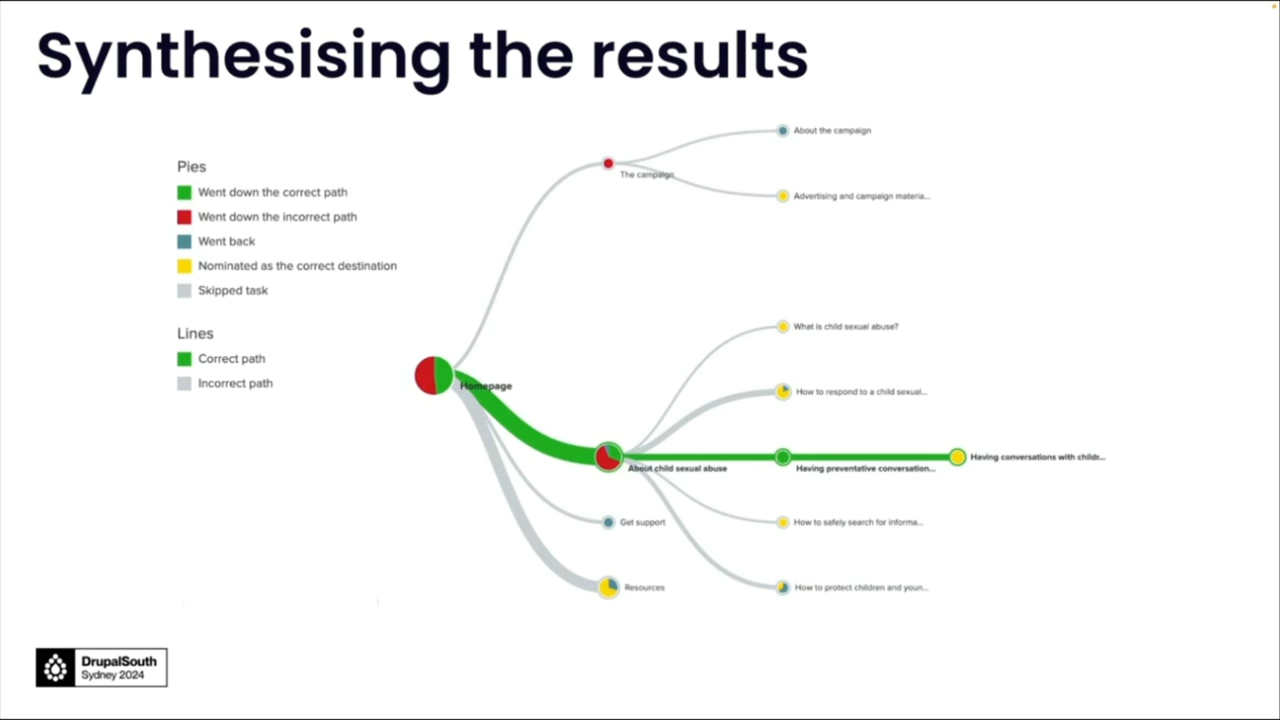 Synthesising the results
Pies
Went down the correct path
Went down the incorrect path
Went back
Nominated as the correct destination
Skipped task
Lines
Correct path
Incorrect path
Homepage
The campaign
About the campaign
Advertising and campaign materia...
About child sexual abuse
What is child sexual abuse?
How to respond to a child sexual...
Having preventative conversation...
Having conversations with childr...
How to safely search for informa...
How to protect children and youn...
Get support
Resources
DrupalSouth
Sydney 2024